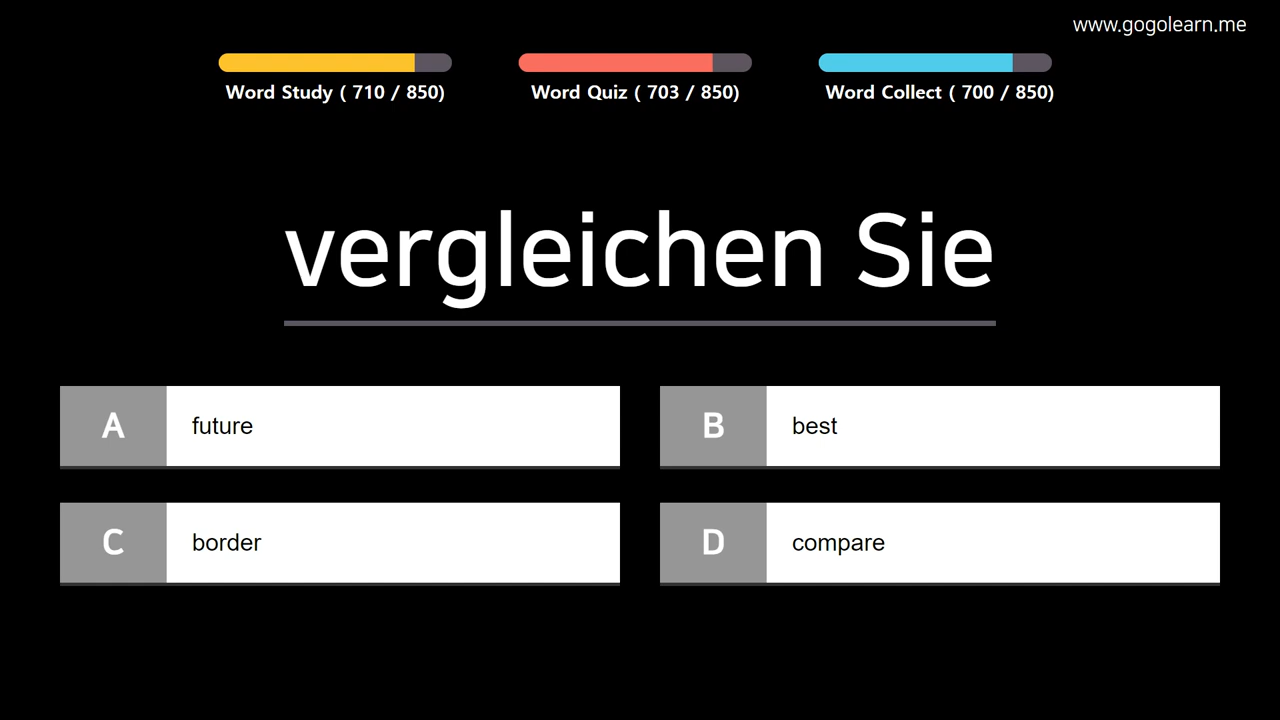 www.gogolearn.me
Word Study ( 710 / 850)
Word Quiz ( 703 / 850)
Word Collect ( 700 / 850)
vergleichen Sie
A future
B best
C border
D compare